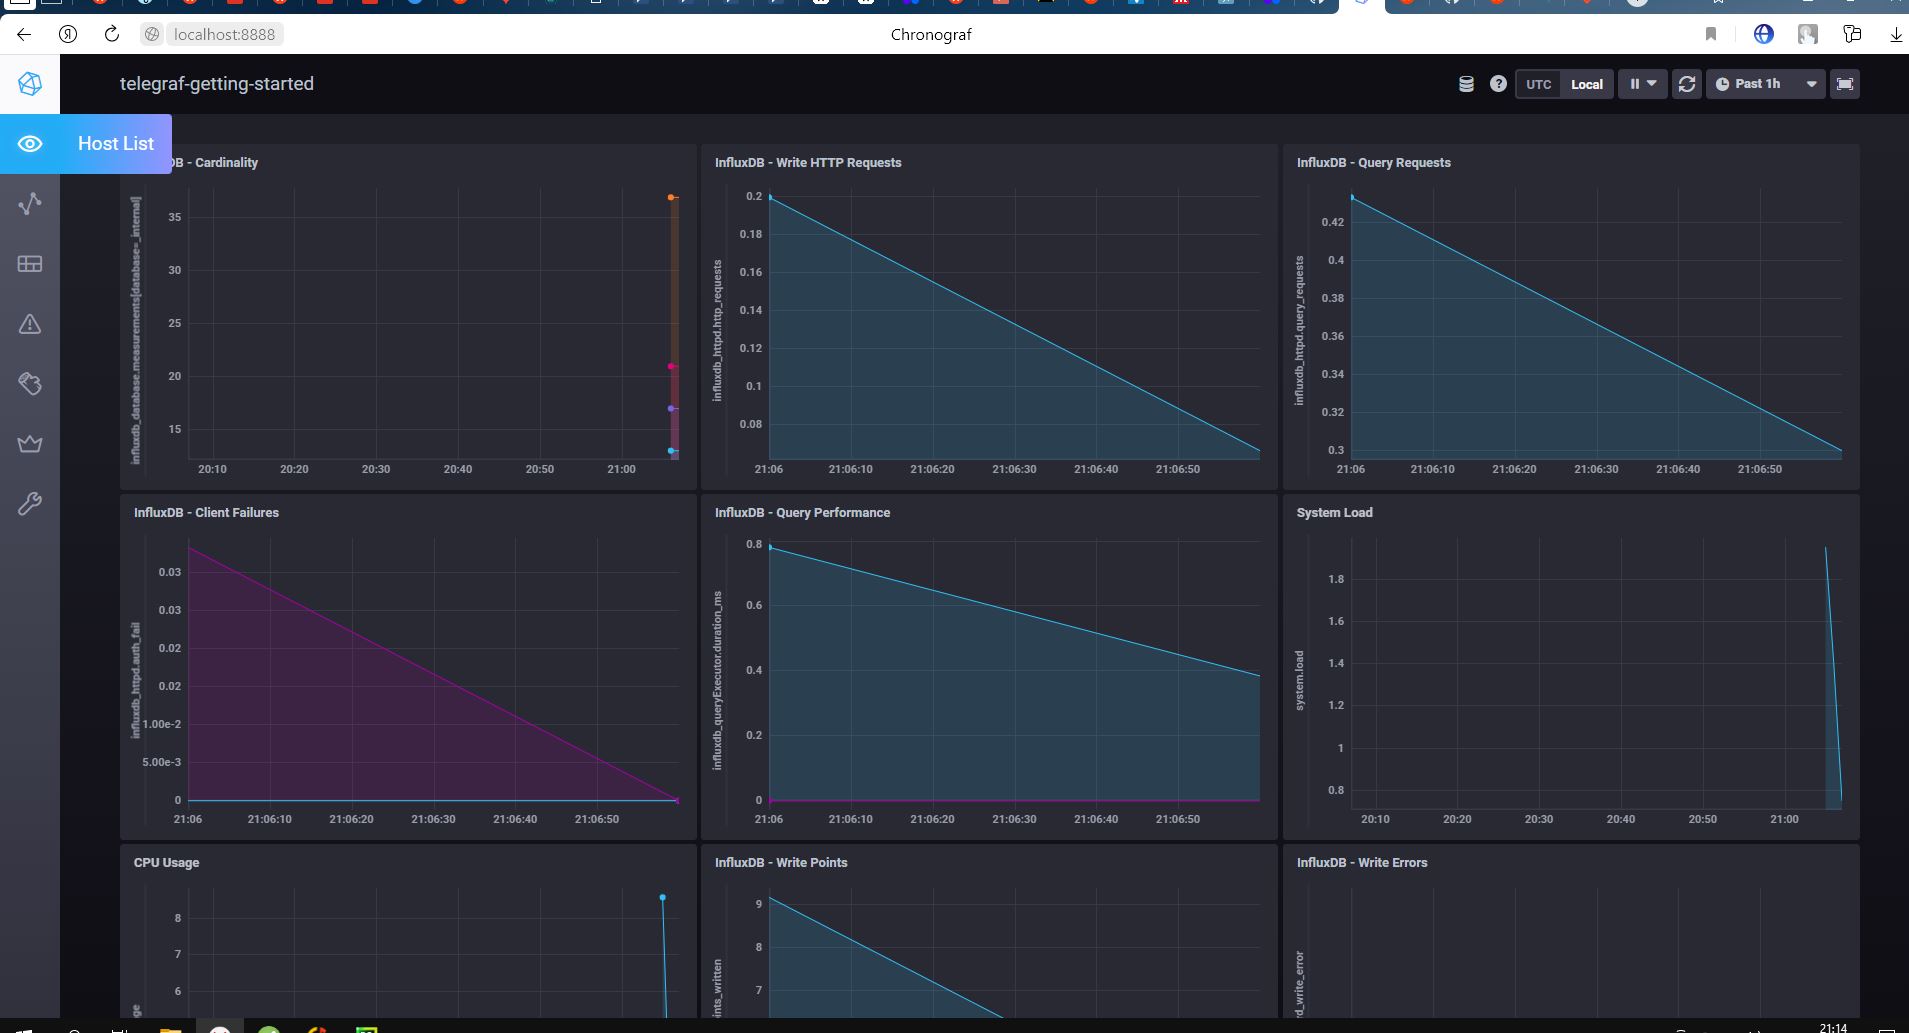 localhost:8888
Chronograf
telegraf-getting-started
UTC
Local
Past 1h
Host List
DB - Cardinality
influxdb_database.measurements[database=_internal]
35
30
25
20
15
20:10 20:20 20:30 20:40 20:50 21:00
InfluxDB - Write HTTP Requests
influxdb_httpd.http_requests
0.2
0.18
0.16
0.14
0.12
0.1
0.08
21:06 21:06:10 21:06:20 21:06:30 21:06:40 21:06:50
InfluxDB - Query Requests
influxdb_httpd.query_requests
0.42
0.4
0.38
0.36
0.34
0.32
0.3
21:06 21:06:10 21:06:20 21:06:30 21:06:40 21:06:50
InfluxDB - Client Failures
influxdb_httpd.auth_fail
0.03
0.03
0.02
0.02
1.00e-2
5.00e-3
0
21:06 21:06:10 21:06:20 21:06:30 21:06:40 21:06:50
InfluxDB - Query Performance
influxdb_queryExecutor.duration_ms
0.8
0.6
0.4
0.2
0
21:06 21:06:10 21:06:20 21:06:30 21:06:40 21:06:50
System Load
system.load
1.8
1.6
1.4
1.2
1
0.8
20:10 20:20 20:30 20:40 20:50 21:00
CPU Usage
8
7
6
InfluxDB - Write Points
ints_written
9
8
7
InfluxDB - Write Errors
rd_write_error
21:14